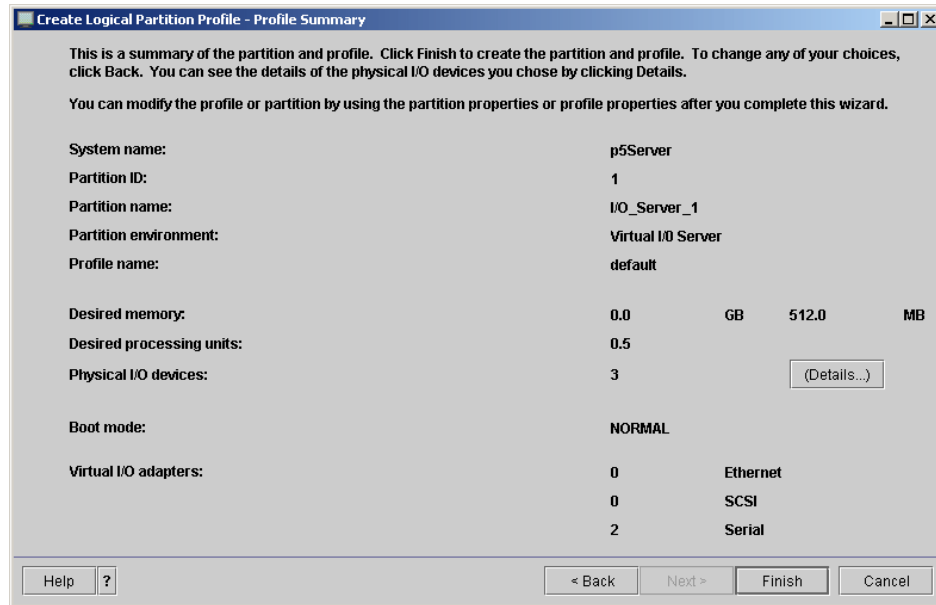 Create Logical Partition Profile - Profile Summary
This is a summary of the partition and profile. Click Finish to create the partition and profile. To change any of your choices,
click Back. You can see the details of the physical I/O devices you chose by clicking Details.
You can modify the profile or partition by using the partition properties or profile properties after you complete this wizard.
System name: p5Server
Partition ID: 1
Partition name: I/O_Server_1
Partition environment: Virtual I/0 Server
Profile name: default
Desired memory: 0.0 GB 512.0 MB
Desired processing units: 0.5
Physical I/O devices: 3 (Details...)
Boot mode: NORMAL
Virtual I/O adapters: 0 Ethernet
0 SCSI
2 Serial
Help ? < Back Next > Finish Cancel